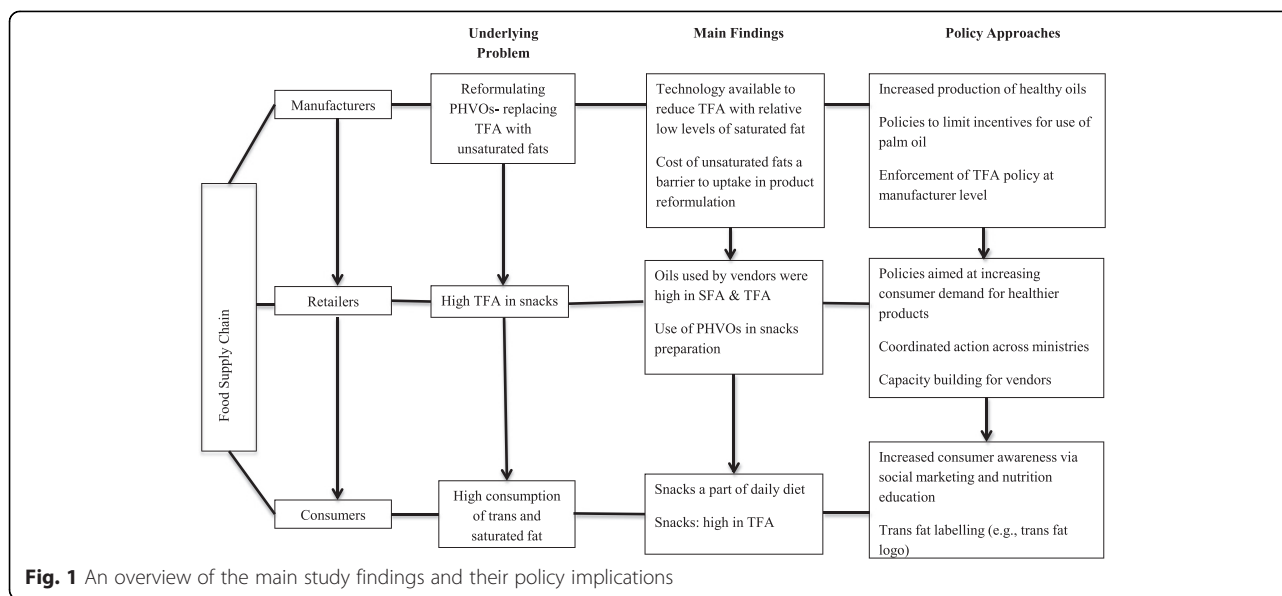 Underlying
Problem
Main Findings
Policy Approaches
Food Supply Chain
Manufacturers
Reformulating
PHVOs- replacing
TFA with
unsaturated fats
Technology available to
reduce TFA with relative
low levels of saturated fat
Cost of unsaturated fats a
barrier to uptake in product
reformulation
Increased production of healthy oils
Policies to limit incentives for use of
palm oil
Enforcement of TFA policy at
manufacturer level
Retailers
High TFA in snacks
Oils used by vendors were
high in SFA & TFA
Use of PHVOs in snacks
preparation
Policies aimed at increasing
consumer demand for healthier
products
Coordinated action across ministries
Capacity building for vendors
Consumers
High consumption
of trans and
saturated fat
Snacks a part of daily diet
Snacks: high in TFA
Increased consumer awareness via
social marketing and nutrition
education
Trans fat labelling (e.g., trans fat
logo)
Fig. 1 An overview of the main study findings and their policy implications